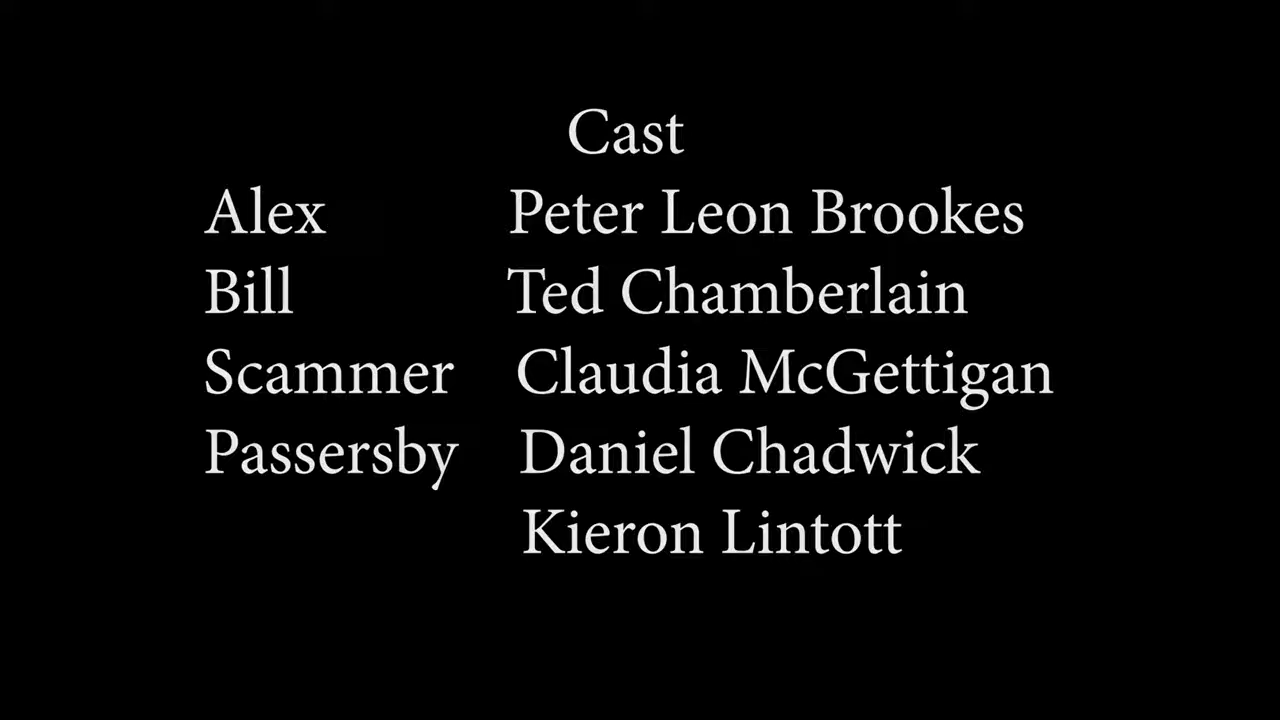 Cast
Alex Peter Leon Brookes
Bill Ted Chamberlain
Scammer Claudia McGettigan
Passersby Daniel Chadwick
Kieron Lintott